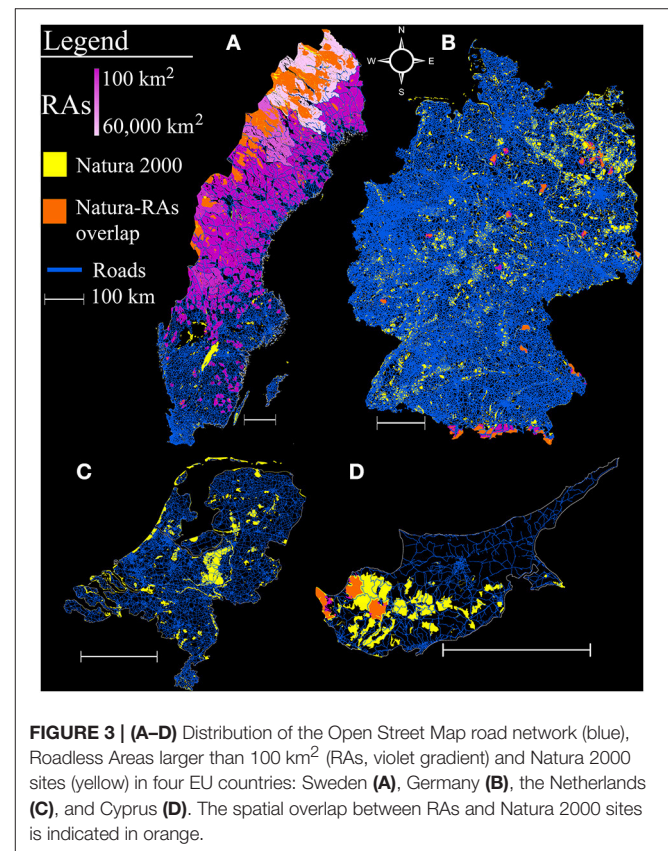 Legend
RAs
100 km²
60,000 km²
Natura 2000
Natura-RAs
overlap
Roads
100 km
A
N
W E
S
B
C
D
FIGURE 3 | (A–D) Distribution of the Open Street Map road network (blue),
Roadless Areas larger than 100 km² (RAs, violet gradient) and Natura 2000
sites (yellow) in four EU countries: Sweden (A), Germany (B), the Netherlands
(C), and Cyprus (D). The spatial overlap between RAs and Natura 2000 sites
is indicated in orange.